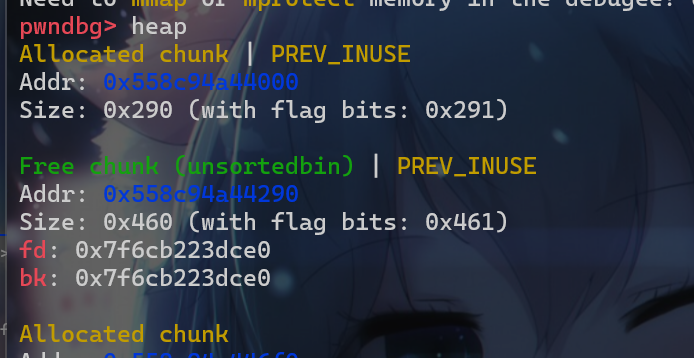 Need to mmap or mprotect memory in the debugee?
pwndbg> heap
Allocated chunk | PREV_INUSE
Addr: 0x558c94a44000
Size: 0x290 (with flag bits: 0x291)
Free chunk (unsortedbin) | PREV_INUSE
Addr: 0x558c94a44290
Size: 0x460 (with flag bits: 0x461)
fd: 0x7f6cb223dce0
bk: 0x7f6cb223dce0
Allocated chunk